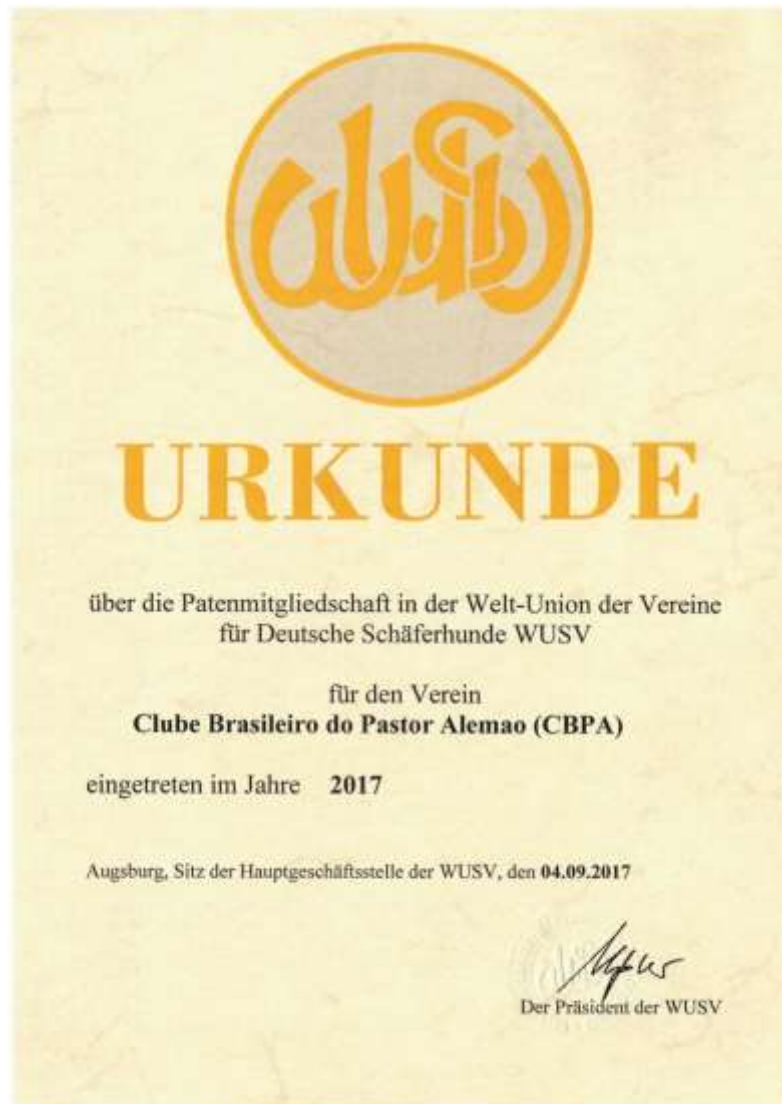 WUSV
URKUNDE
über die Patenmitgliedschaft in der Welt-Union der Vereine
für Deutsche Schäferhunde WUSV
für den Verein
Clube Brasileiro do Pastor Alemao (CBPA)
eingetreten im Jahre 2017
Augsburg, Sitz der Hauptgeschäftsstelle der WUSV, den 04.09.2017
Der Präsident der WUSV